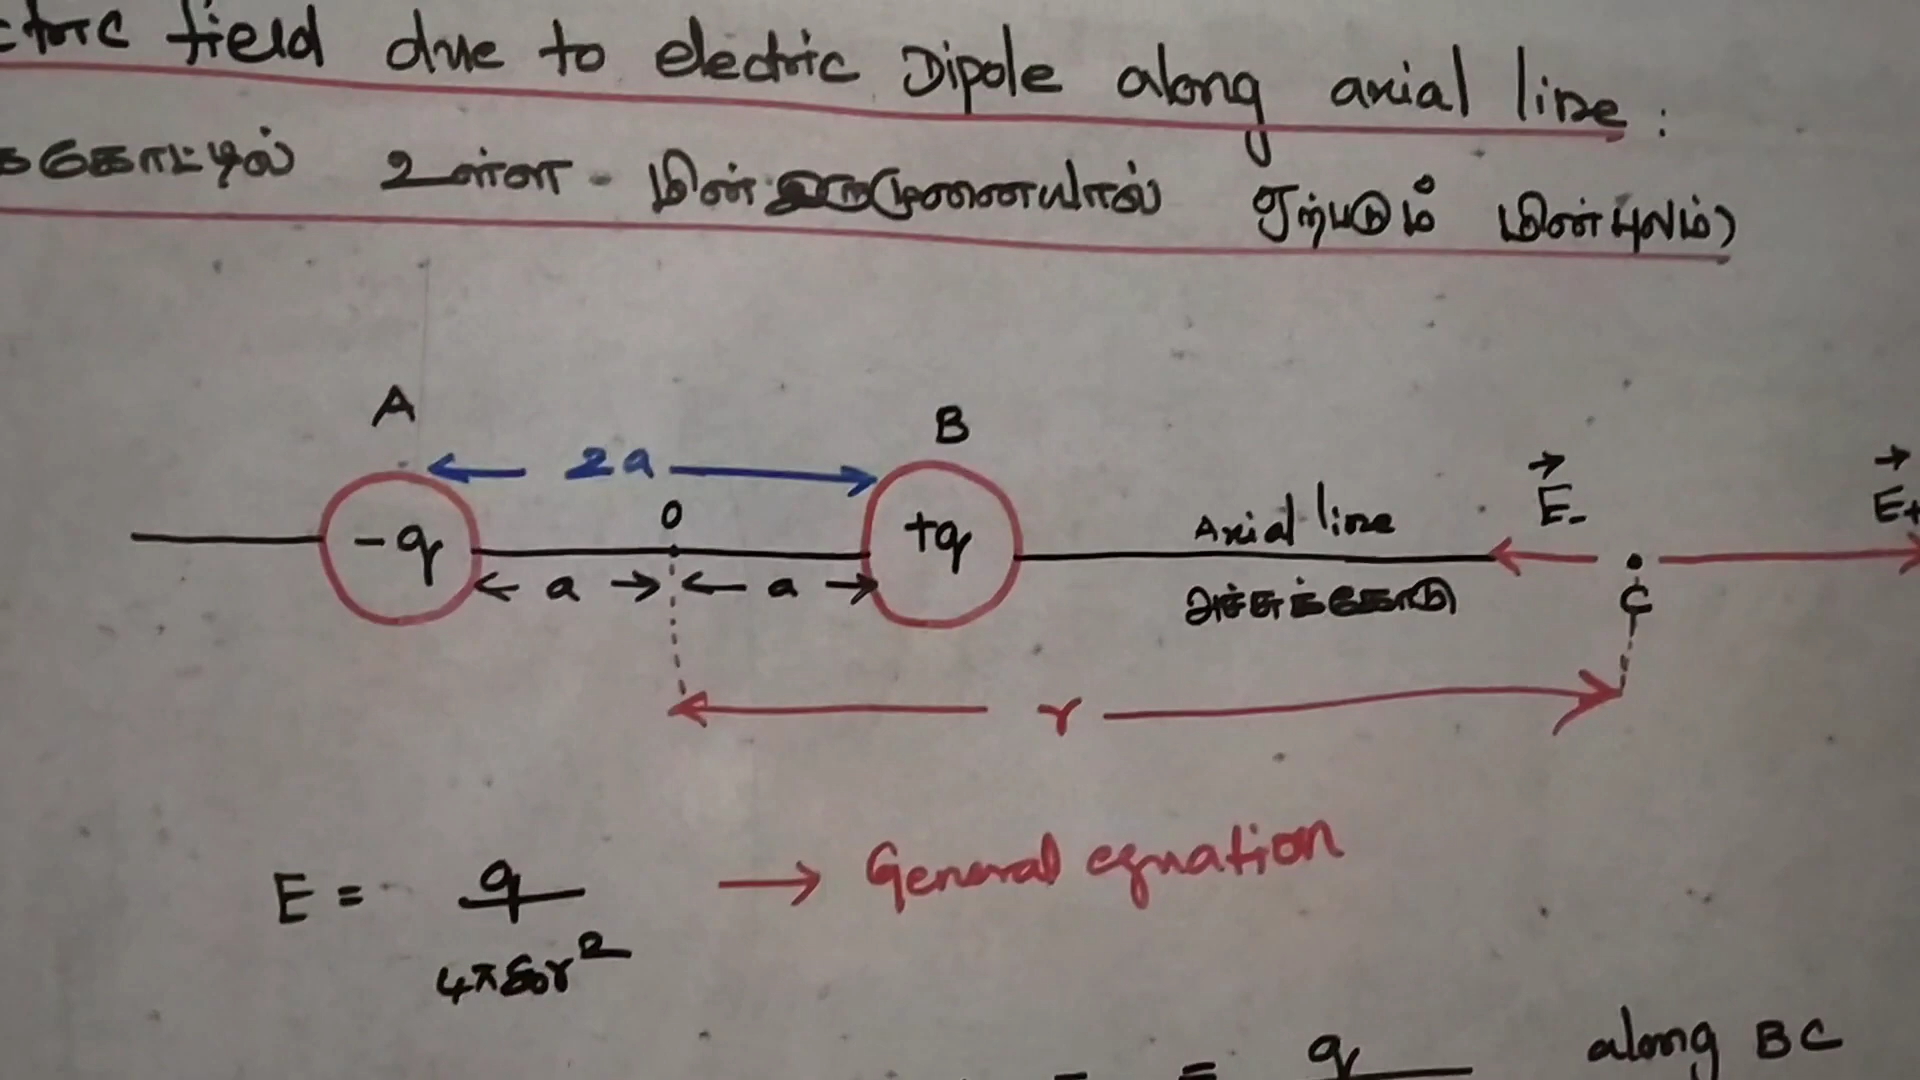 ctric field due to electric Dipole along axial line :
உள்ள மின் இருமுனையால் ஏற்படும் மின்புலம்)
A
B
2a
O
-q
+q
a
a
Axial line
அச்சுக்கோடு
E-
E+
C
r
E = q/4πε₀r² → General equation
= q along BC